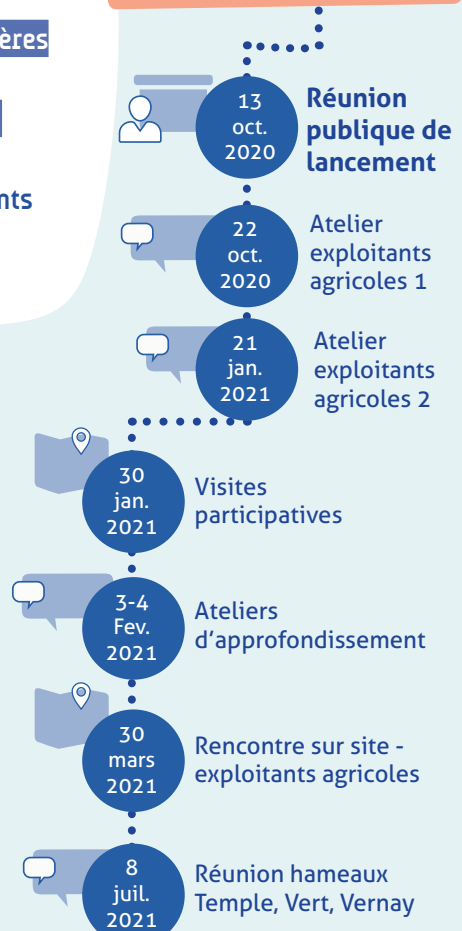 13
oct.
2020
Réunion
publique de
lancement
22
oct.
2020
Atelier
exploitants
agricoles 1
21
jan.
2021
Atelier
exploitants
agricoles 2
30
jan.
2021
Visites
participatives
3-4
Fev.
2021
Ateliers
d’approfondissement
30
mars
2021
Rencontre sur site -
exploitants agricoles
8
juil.
2021
Réunion hameaux
Temple, Vert, Vernay